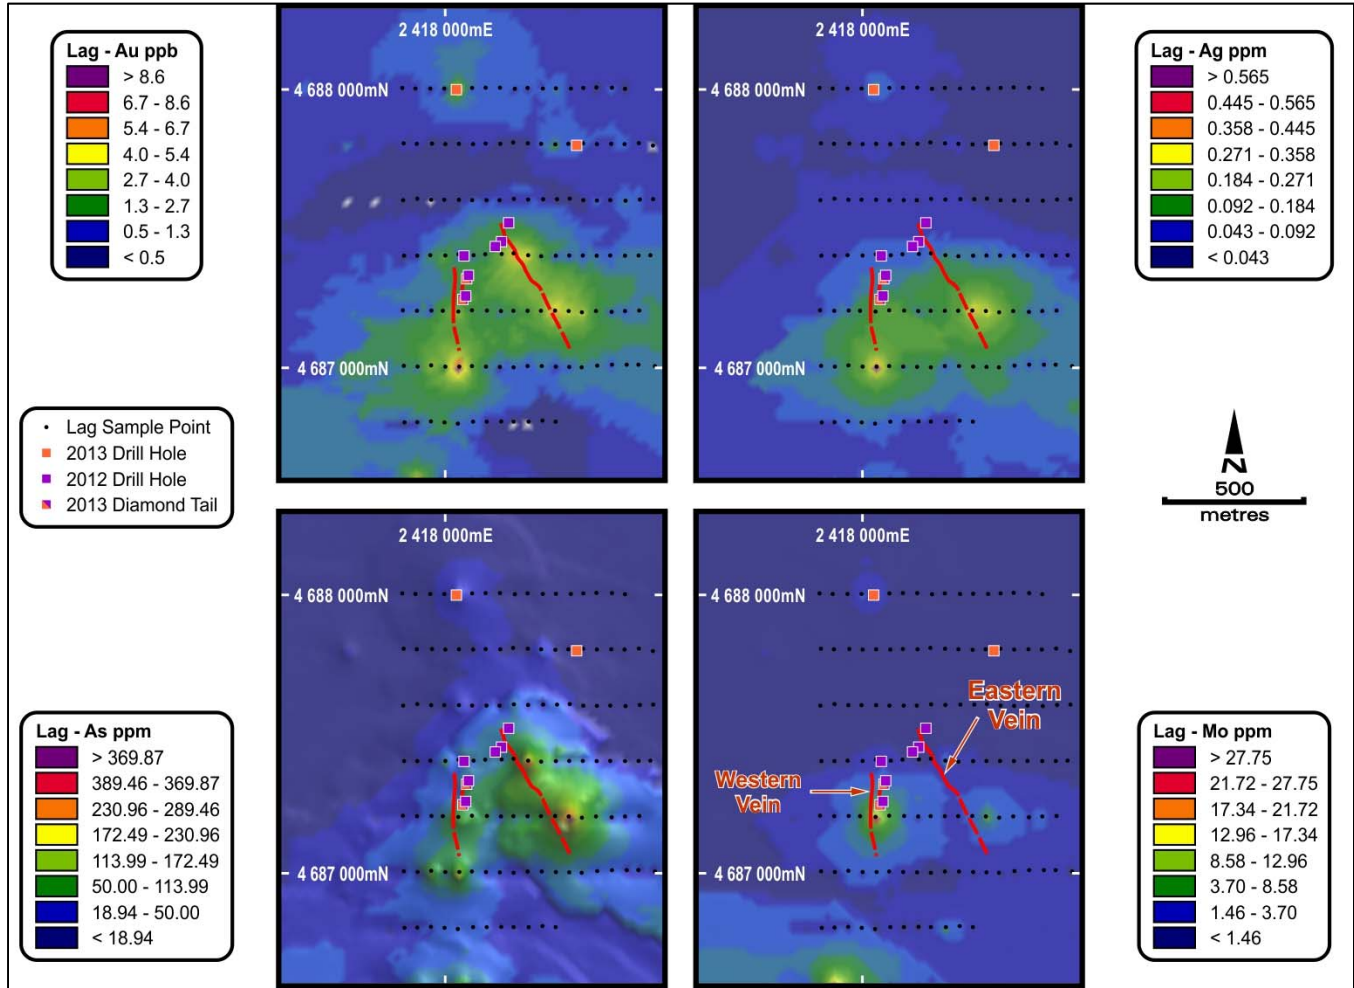 Lag - Au ppb
> 8.6
6.7 - 8.6
5.4 - 6.7
4.0 - 5.4
2.7 - 4.0
1.3 - 2.7
0.5 - 1.3
< 0.5
2 418 000mE
4 688 000mN
4 687 000mN
2 418 000mE
4 688 000mN
4 687 000mN
Lag - Ag ppm
> 0.565
0.445 - 0.565
0.358 - 0.445
0.271 - 0.358
0.184 - 0.271
0.092 - 0.184
0.043 - 0.092
< 0.043
Lag Sample Point
2013 Drill Hole
2012 Drill Hole
2013 Diamond Tail
N
500
metres
2 418 000mE
4 688 000mN
4 687 000mN
2 418 000mE
4 688 000mN
Eastern
Vein
Western
Vein
4 687 000mN
Lag - As ppm
> 369.87
389.46 - 369.87
230.96 - 289.46
172.49 - 230.96
113.99 - 172.49
50.00 - 113.99
18.94 - 50.00
< 18.94
Lag - Mo ppm
> 27.75
21.72 - 27.75
17.34 - 21.72
12.96 - 17.34
8.58 - 12.96
3.70 - 8.58
1.46 - 3.70
< 1.46